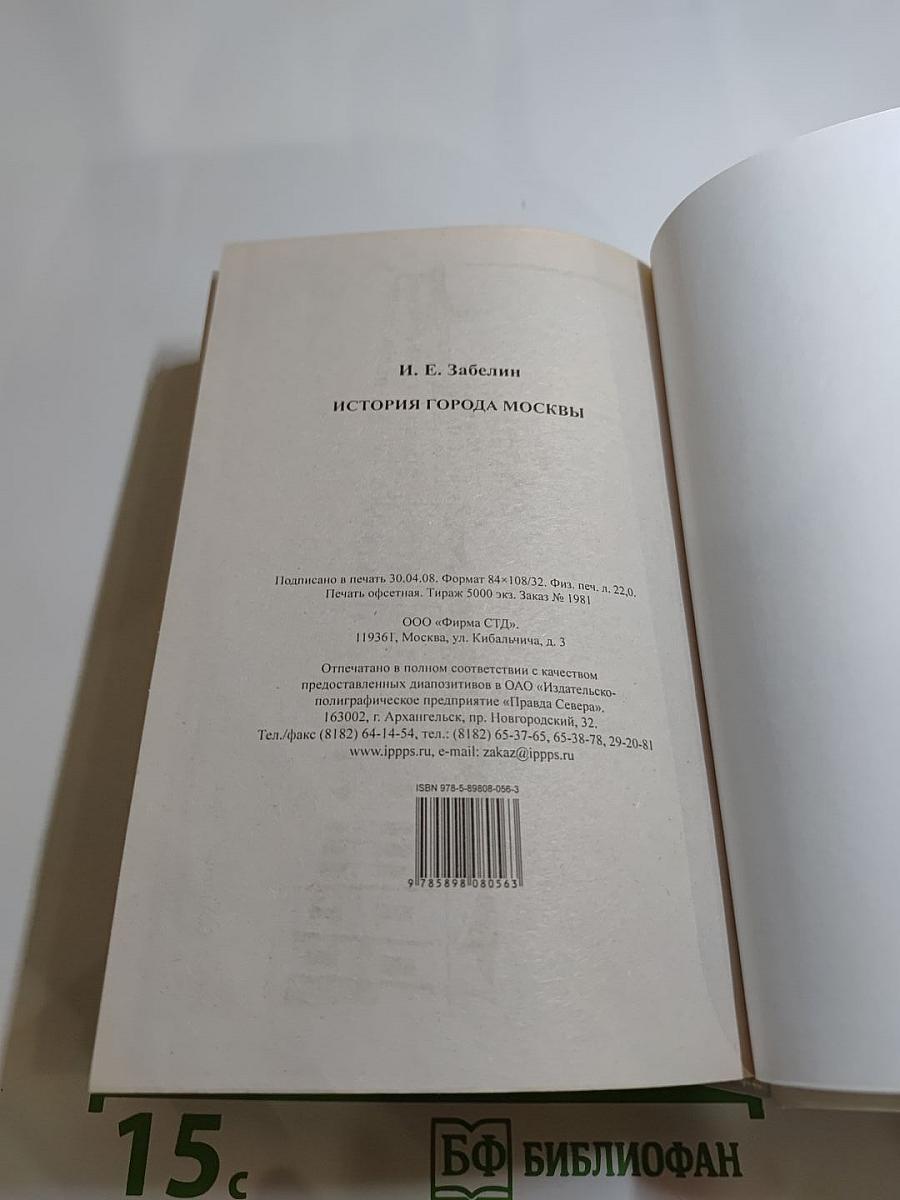 И. Е. Забелин
ИСТОРИЯ ГОРОДА МОСКВЫ
Подписано в печать 30.04.08. Формат 84×108/32. Физ. печ. л. 22,0.
Печать офсетная. Тираж 5000 экз. Заказ № 1981
ООО «Фирма СТД».
119361, Москва, ул. Кибальчича, д. 3
Отпечатано в полном соответствии с качеством
предоставленных диапозитивов в ОАО «Издательско-
полиграфическое предприятие «Правда Севера».
163002, г. Архангельск, пр. Новгородский, 32.
Тел./факс (8182) 64-14-54, тел.: (8182) 65-37-65, 65-38-78, 29-20-81
www.ippps.ru, e-mail: zakaz@ippps.ru
ISBN 978-5-89808-056-3
9 785898 080563
15 с
БФ БИБЛИОФАН